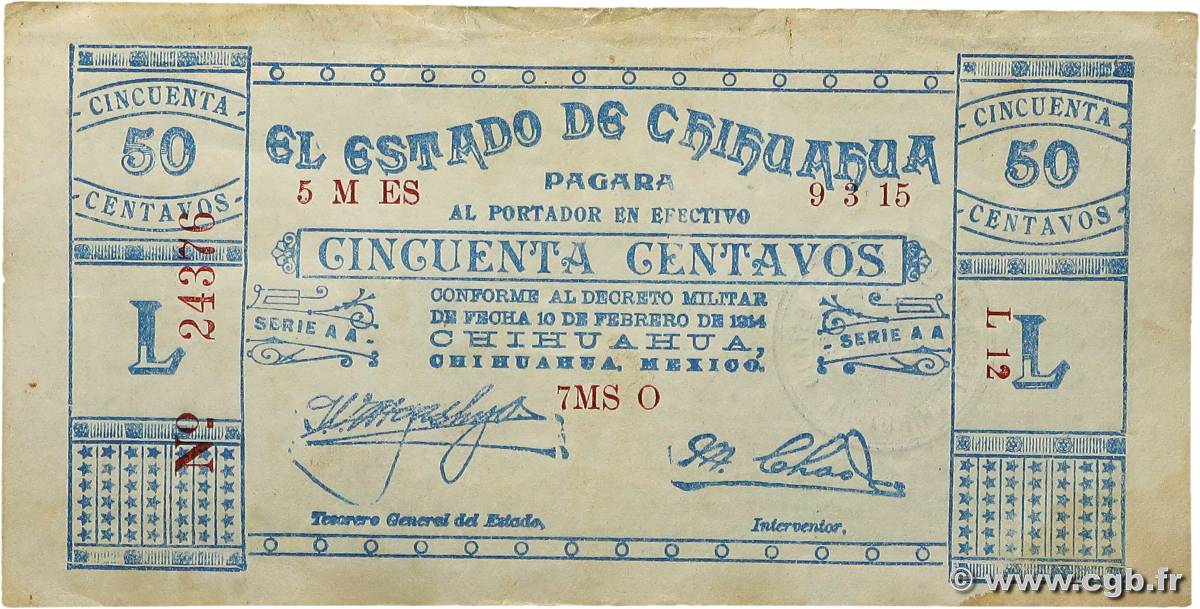 CINCUENTA
50
CENTAVOS
L
Nº 24376
EL ESTADO DE CHIHUAHUA
PAGARA
5 M ES
9 3 15
AL PORTADOR EN EFECTIVO
CINCUENTA CENTAVOS
CONFORME AL DECRETO MILITAR
DE FECHA 10 DE FEBRERO DE 1914
CHIHUAHUA,
CHIHUAHUA, MEXICO.
SERIE A A
SERIE A A
7MS O
Tesorero General del Estado,
Interventor,
CINCUENTA
50
CENTAVOS
L 12
L
© www.cgb.fr